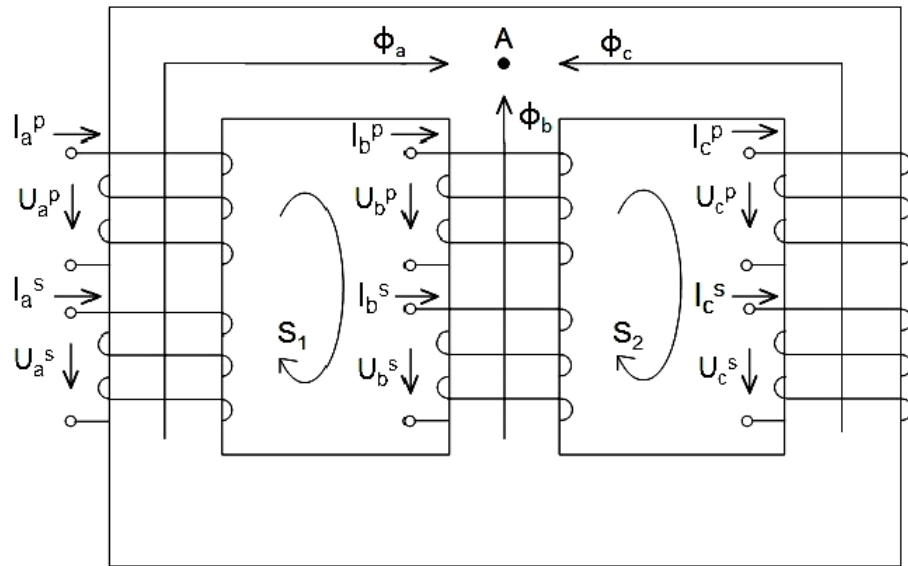 ϕa A ϕc
Iaᵖ Ibᵖ ϕb Icᵖ
Uaᵖ Ubᵖ Ucᵖ
Iaˢ Ibˢ Icˢ
S₁ S₂
Uaˢ Ubˢ Ucˢ